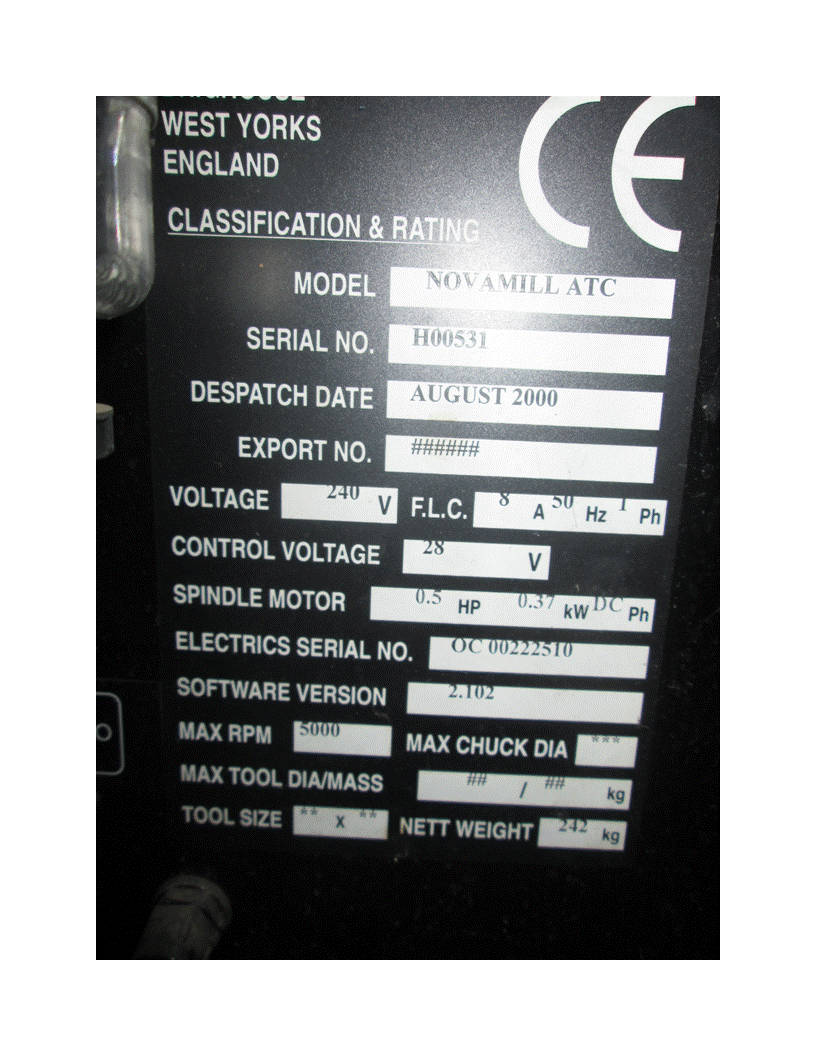 WEST YORKS
ENGLAND
CE
CLASSIFICATION & RATING
MODEL NOVAMILL ATC
SERIAL NO. H00531
DESPATCH DATE AUGUST 2000
EXPORT NO. ######
VOLTAGE 240 V F.L.C. 8 A 50 Hz 1 Ph
CONTROL VOLTAGE 28 V
SPINDLE MOTOR 0.5 HP 0.37 kW DC Ph
ELECTRICS SERIAL NO. OC 00222510
SOFTWARE VERSION 2.102
MAX RPM 5000 MAX CHUCK DIA ***
MAX TOOL DIA/MASS ## / ## kg
TOOL SIZE ** X ** NETT WEIGHT 242 kg